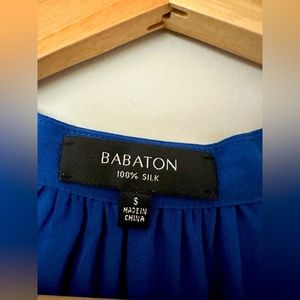 BABATON
100% SILK
S
MADE IN
CHINA